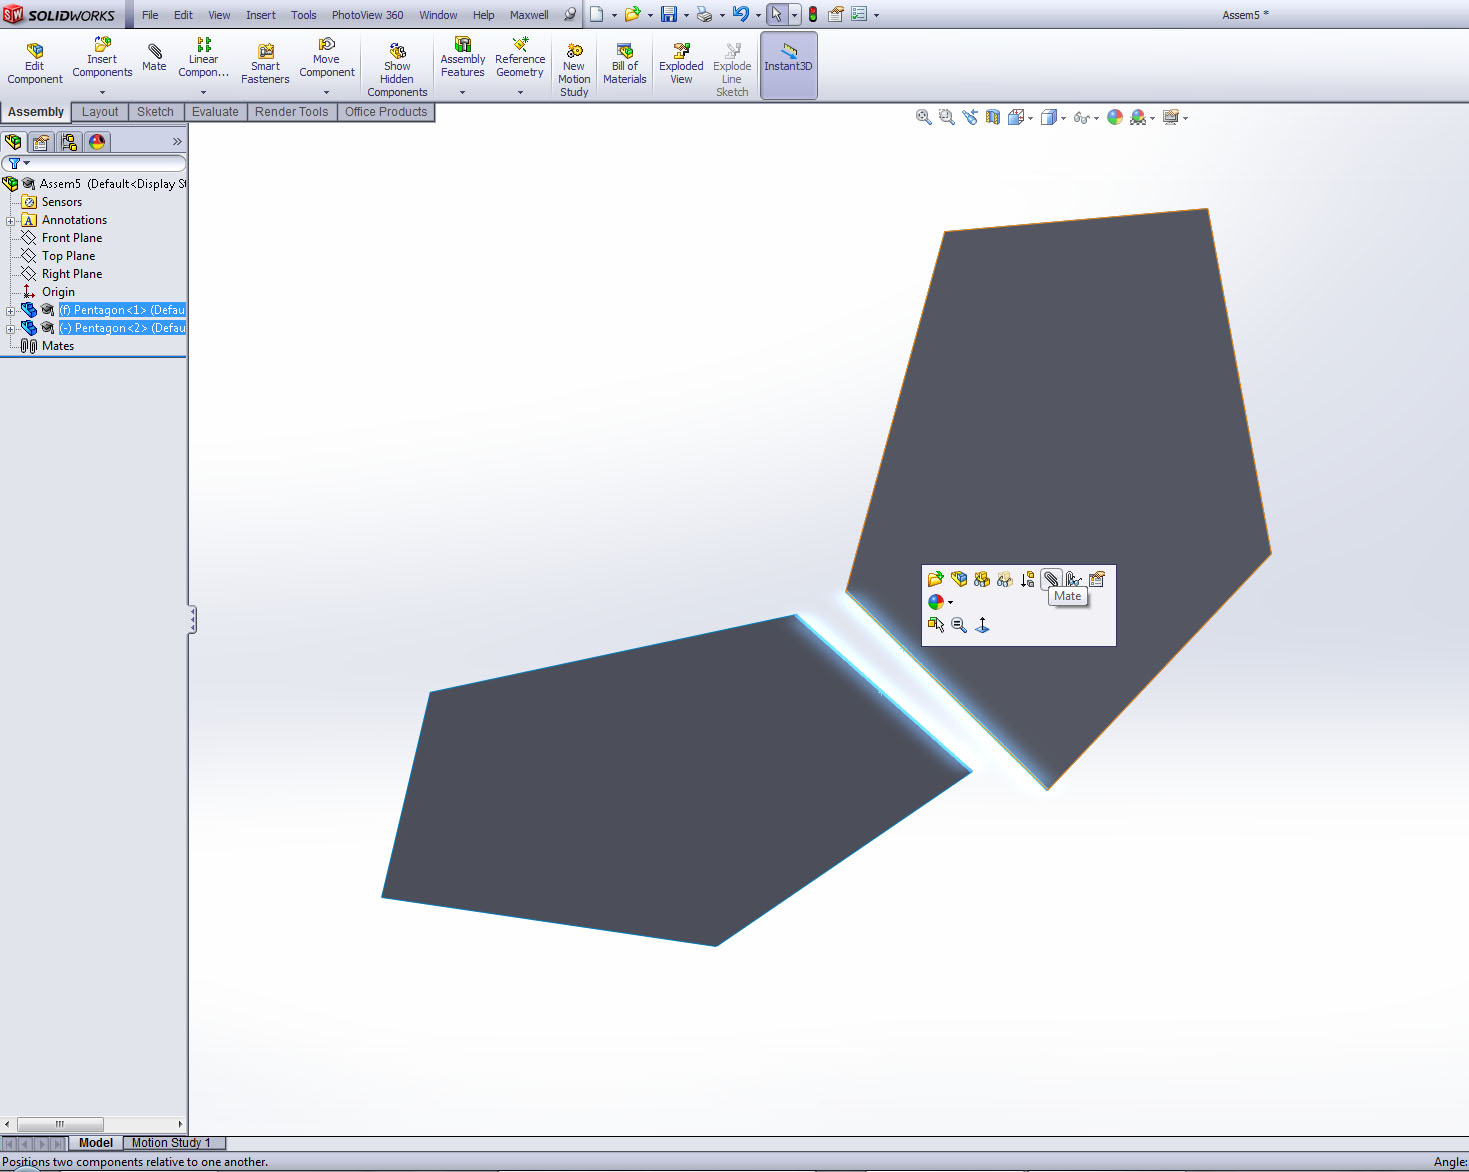 SW SOLIDWORKS File Edit View Insert Tools PhotoView 360 Window Help Maxwell Assem5 *
Edit
Component
Insert
Components
Mate
Linear
Compon...
Smart
Fasteners
Move
Component
Show
Hidden
Components
Assembly
Features
Reference
Geometry
New
Motion
Study
Bill of
Materials
Exploded
View
Explode
Line
Sketch
Instant3D
Assembly Layout Sketch Evaluate Render Tools Office Products
Assem5 (Default<Display St
Sensors
A Annotations
Front Plane
Top Plane
Right Plane
Origin
(f) Pentagon<1> (Defau
(-) Pentagon<2> (Defau
Mates
Mate
Model Motion Study 1
Positions two components relative to one another. Angle: